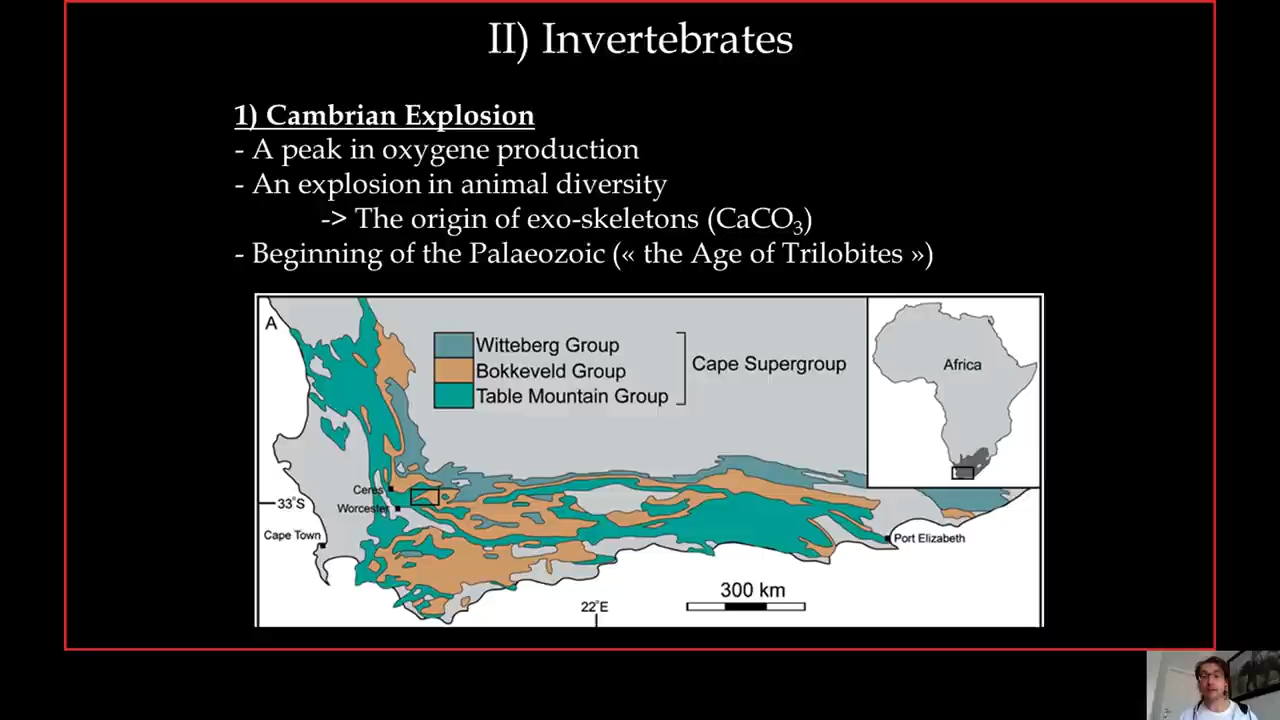 II) Invertebrates
1) Cambrian Explosion
- A peak in oxygene production
- An explosion in animal diversity
-> The origin of exo-skeletons (CaCO₃)
- Beginning of the Palaeozoic (« the Age of Trilobites »)
A
Witteberg Group
Bokkeveld Group
Table Mountain Group
Cape Supergroup
Africa
Ceres
33°S
Worcester
Cape Town
Port Elizabeth
300 km
22°E